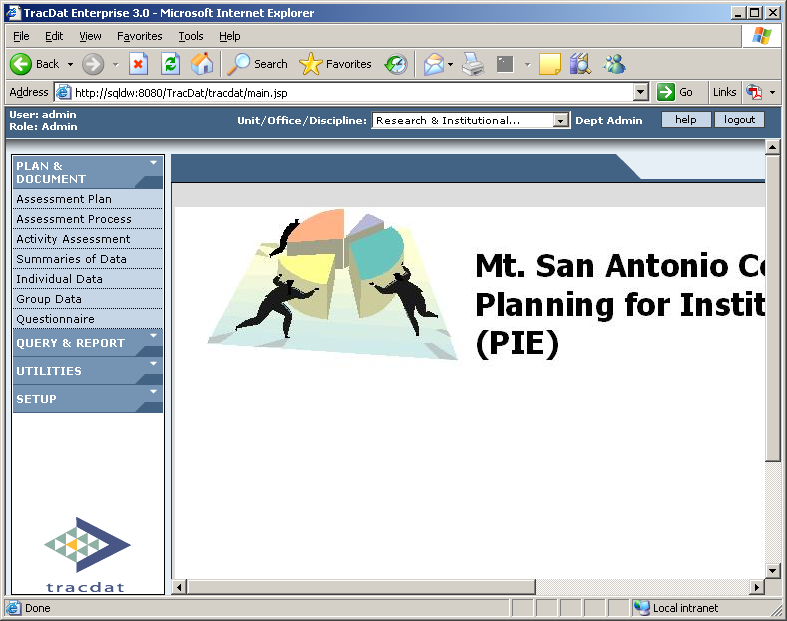 TracDat Enterprise 3.0 - Microsoft Internet Explorer
File Edit View Favorites Tools Help
Back Search Favorites
Address http://sqldw:8080/TracDat/tracdat/main.jsp Go Links
User: admin
Role: Admin
Unit/Office/Discipline: Research & Institutional... Dept Admin help logout
PLAN &
DOCUMENT
Assessment Plan
Assessment Process
Activity Assessment
Summaries of Data
Individual Data
Group Data
Questionnaire
QUERY & REPORT
UTILITIES
SETUP
Mt. San Antonio Co
Planning for Instit
(PIE)
tracdat
Done Local intranet